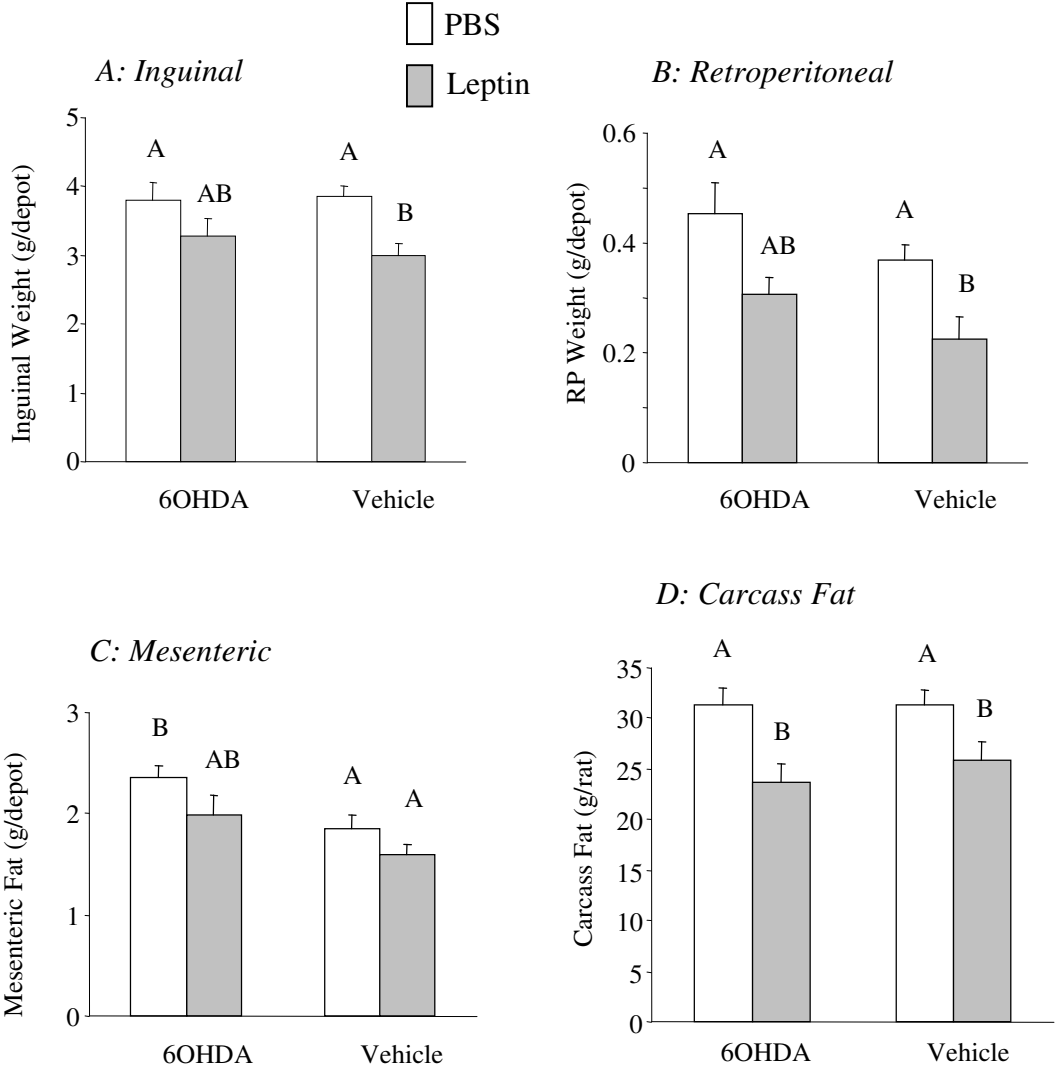 PBS
Leptin
A: Inguinal
Inguinal Weight (g/depot)
5
4
3
2
1
0
A
AB
A
B
6OHDA
Vehicle
B: Retroperitoneal
RP Weight (g/depot)
0.6
0.4
0.2
0
A
AB
A
B
6OHDA
Vehicle
C: Mesenteric
Mesenteric Fat (g/depot)
3
2
1
0
B
AB
A
A
6OHDA
Vehicle
D: Carcass Fat
Carcass Fat (g/rat)
35
30
25
20
15
10
5
0
A
B
A
B
6OHDA
Vehicle